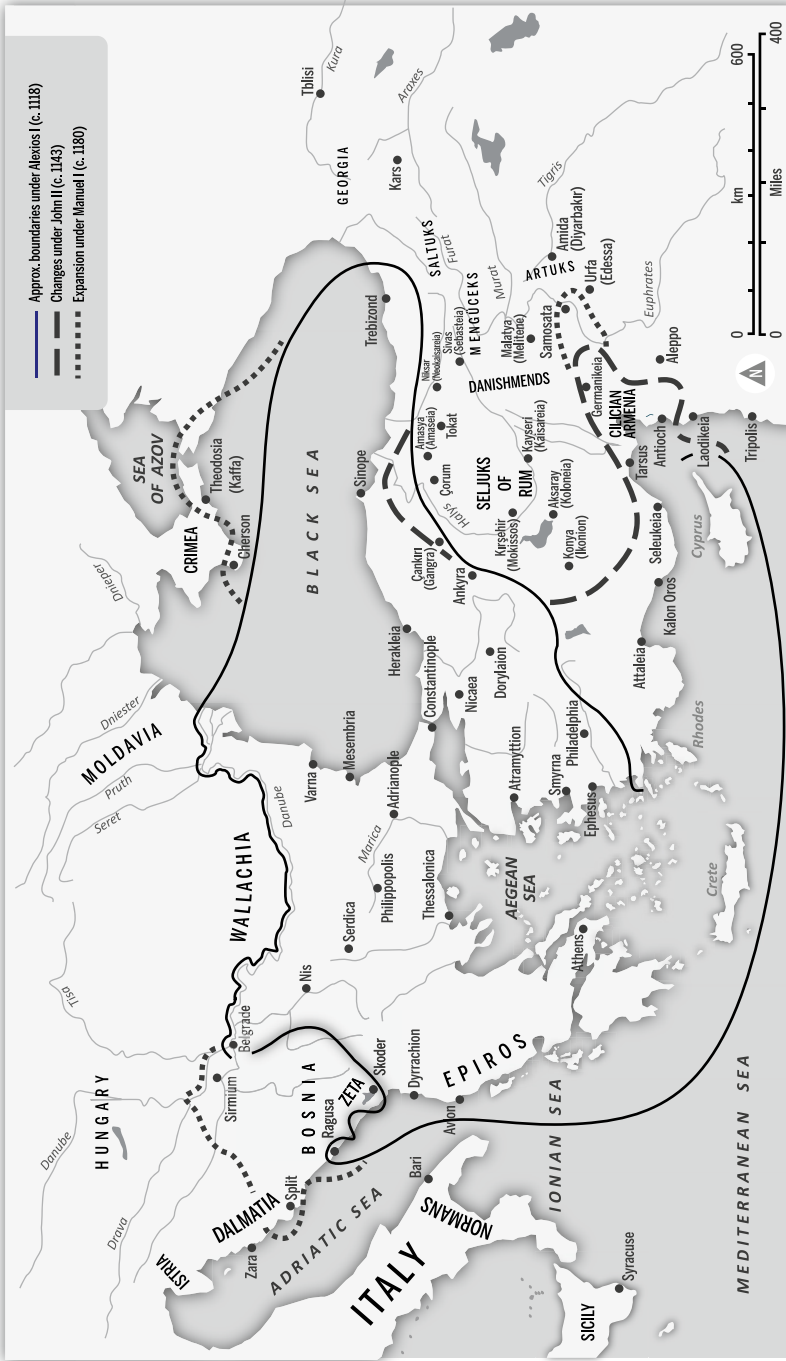 Approx. boundaries under Alexios I (c. 1118)
Changes under John II (c. 1143)
Expansion under Manuel I (c. 1180)
HUNGARY
Danube
Drava
Tisa
ISTRIA
Zara
DALMATIA
Split
Sirmium
Belgrade
BOSNIA
Ragusa
ZETA
Skoder
Nis
WALLACHIA
Seret
Pruth
MOLDAVIA
Dniester
Dnieper
Danube
CRIMEA
Cherson
Theodosia
(Kaffa)
SEA
OF AZOV
BLACK SEA
GEORGIA
Tblisi
Kura
Araxes
Kars
ITALY
NORMANS
Bari
ADRIATIC SEA
Dyrrachion
Avlon
EPIROS
Serdica
Philippopolis
Marica
Adrianople
Varna
Mesembria
Thessalonica
Constantinople
Herakleia
Nicaea
Dorylaion
Ankyra
Çankırı
(Gangra)
Sinope
Halys
Çorum
Amasya
(Amaseia)
Tokat
Niksar
(Neokaisareia)
Sivas
(Sebasteia)
Trebizond
SALTUKS
Furat
MENGÜCEKS
Murat
DANISHMENDS
Malatya
(Melitene)
SELJUKS
OF
RUM
Kırşehir
(Mokissos)
Kayseri
(Kaisareia)
Aksaray
(Koloneia)
Konya
(Ikonion)
Samosata
ARTUKS
Amida
(Diyarbakır)
Urfa
(Edessa)
Tigris
Euphrates
Germanikeia
CILICIAN
ARMENIA
Tarsus
Antioch
Aleppo
Laodikeia
Tripolis
Seleukeia
Kalon Oros
Attaleia
Cyprus
Rhodes
Atramyttion
Smyrna
Philadelphia
Ephesus
AEGEAN
SEA
Athens
Crete
IONIAN SEA
SICILY
Syracuse
MEDITERRANEAN SEA
N
0
km
600
0
Miles
400